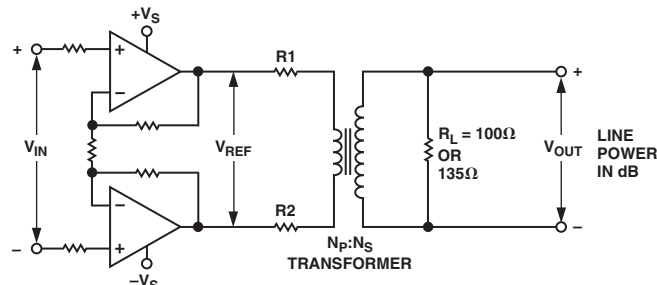 +V_S
+
+
−
V_IN
V_REF
R1
R2
−
+
−
−V_S
N_P:N_S
TRANSFORMER
R_L = 100Ω
OR
135Ω
+
V_OUT
−
LINE
POWER
IN dB